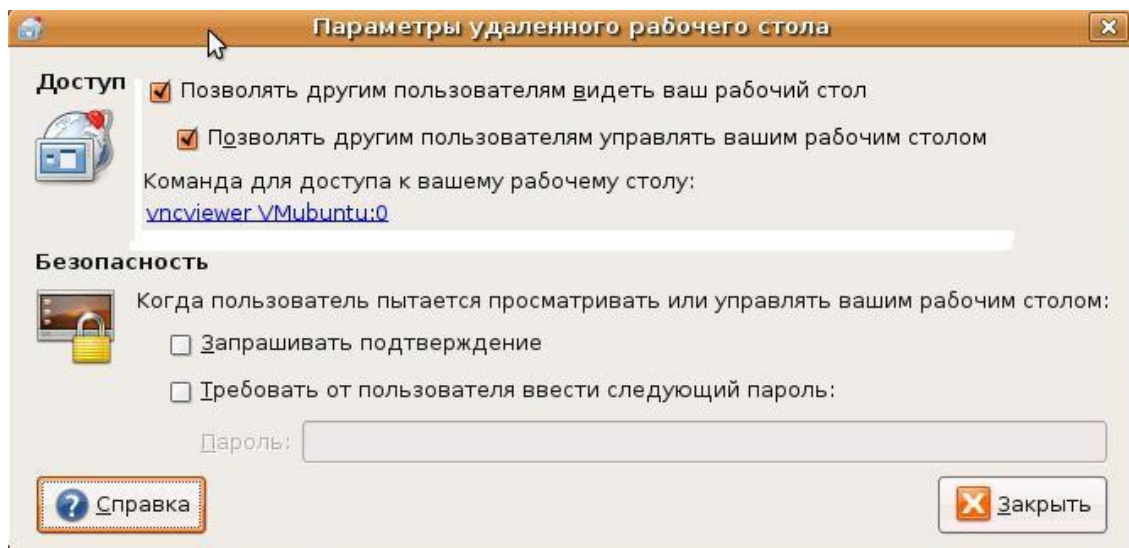 Параметры удаленного рабочего стола
Доступ
Позволять другим пользователям видеть ваш рабочий стол
Позволять другим пользователям управлять вашим рабочим столом
Команда для доступа к вашему рабочему столу:
vncviewer VMubuntu:0
Безопасность
Когда пользователь пытается просматривать или управлять вашим рабочим столом:
Запрашивать подтверждение
Требовать от пользователя ввести следующий пароль:
Пароль:
Справка
Закрыть